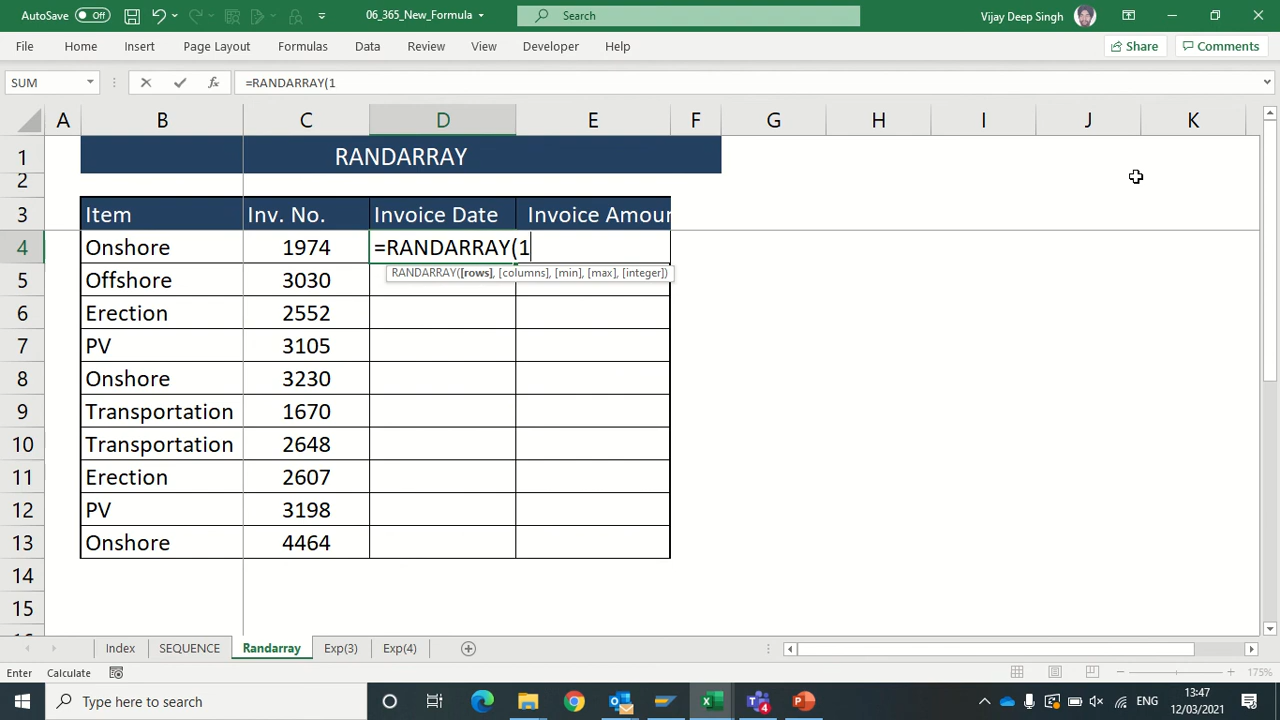 AutoSave Off 06_365_New_Formula Search Vijay Deep Singh
File Home Insert Page Layout Formulas Data Review View Developer Help Share Comments
SUM fx =RANDARRAY(1
A B C D E F G H I J K
1 RANDARRAY
2
3 Item Inv. No. Invoice Date Invoice Amour
4 Onshore 1974 =RANDARRAY(1
RANDARRAY([rows], [columns], [min], [max], [integer])
5 Offshore 3030
6 Erection 2552
7 PV 3105
8 Onshore 3230
9 Transportation 1670
10 Transportation 2648
11 Erection 2607
12 PV 3198
13 Onshore 4464
14
15
Index SEQUENCE Randarray Exp(3) Exp(4)
Enter Calculate 175%
Type here to search ENG 13:47
12/03/2021